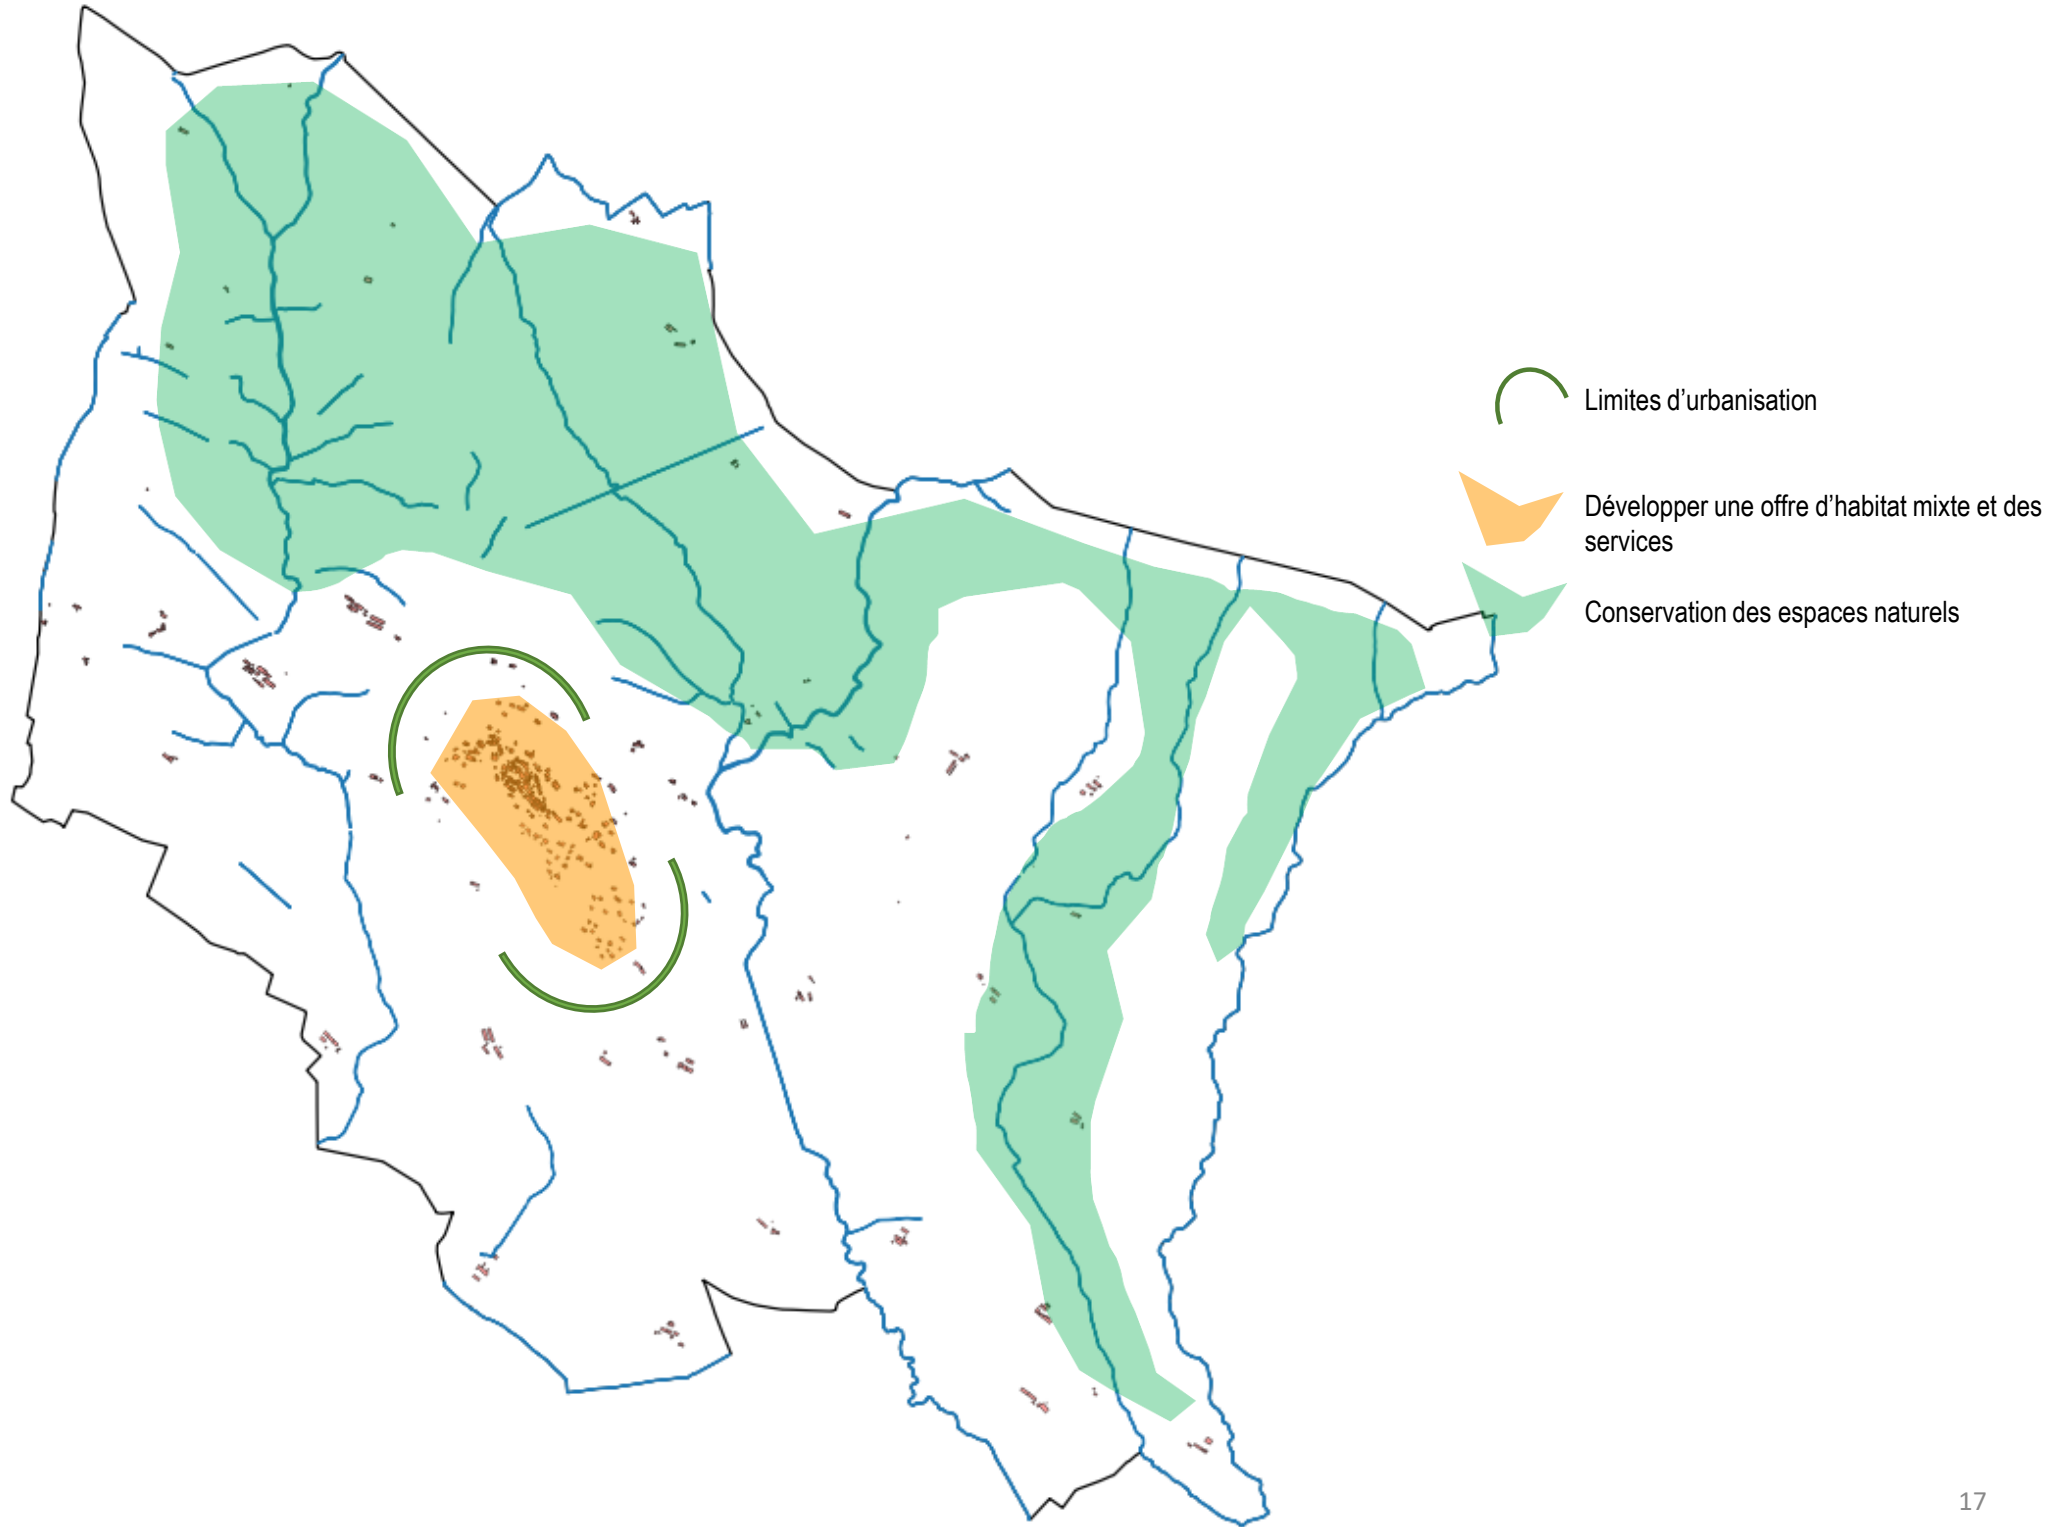 Limites d’urbanisation
Développer une offre d’habitat mixte et des
services
Conservation des espaces naturels
17